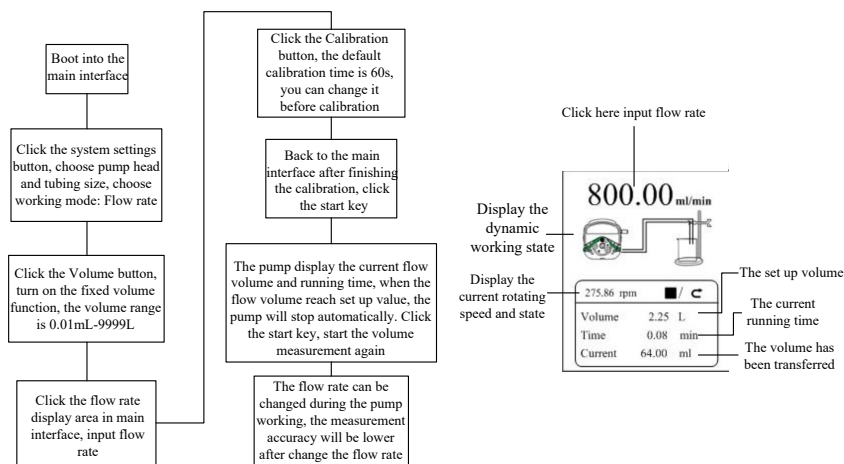 Boot into the
main interface
Click the system settings
button, choose pump head
and tubing size, choose
working mode: Flow rate
Click the Volume button,
turn on the fixed volume
function, the volume range
is 0.01mL-9999L
Click the flow rate
display area in main
interface, input flow
rate
Click the Calibration
button, the default
calibration time is 60s,
you can change it
before calibration
Back to the main
interface after finishing
the calibration, click
the start key
The pump display the current flow
volume and running time, when the
flow volume reach set up value, the
pump will stop automatically. Click
the start key, start the volume
measurement again
The flow rate can be
changed during the pump
working, the measurement
accuracy will be lower
after change the flow rate
Click here input flow rate
800.00 ml/min
Display the
dynamic
working state
Display the
current rotating
speed and state
275.86 rpm /
Volume 2.25 L
Time 0.08 min
Current 64.00 ml
The set up volume
The current
running time
The volume has
been transferred